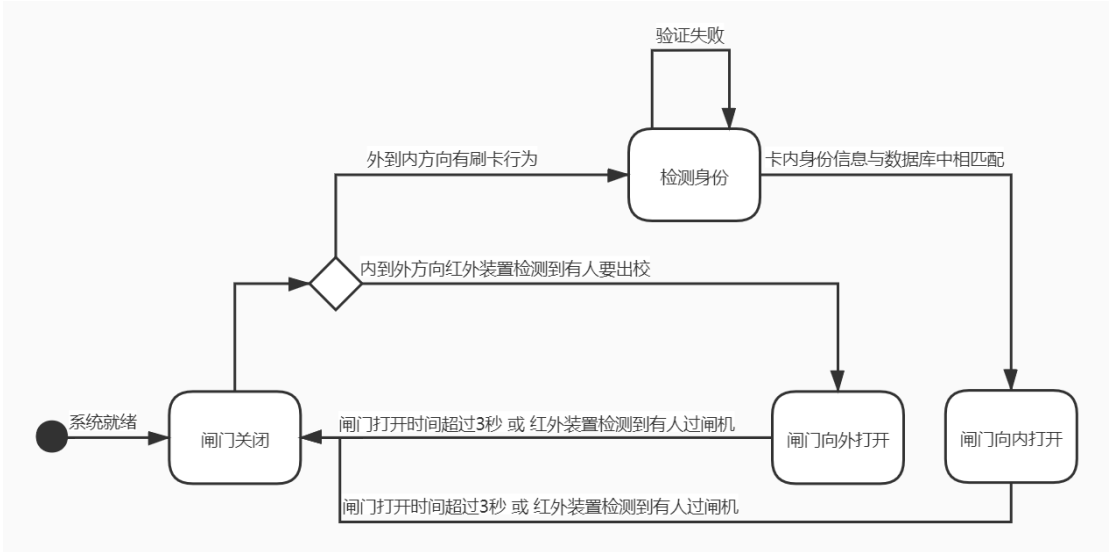 验证失败
外到内方向有刷卡行为
检测身份
卡内身份信息与数据库中相匹配
内到外方向红外装置检测到有人要出校
系统就绪
闸门关闭
闸门打开时间超过3秒 或 红外装置检测到有人过闸机
闸门向外打开
闸门向内打开
闸门打开时间超过3秒 或 红外装置检测到有人过闸机